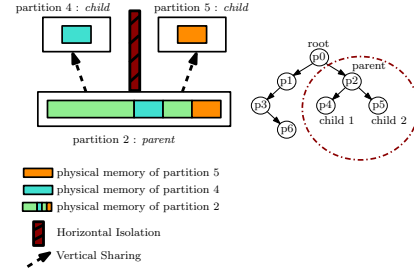 partition 4 : child
partition 5 : child
partition 2 : parent
physical memory of partition 5
physical memory of partition 4
physical memory of partition 2
Horizontal Isolation
Vertical Sharing
root
p0
parent
p1
p2
p3
p4
p5
child 1
child 2
p6